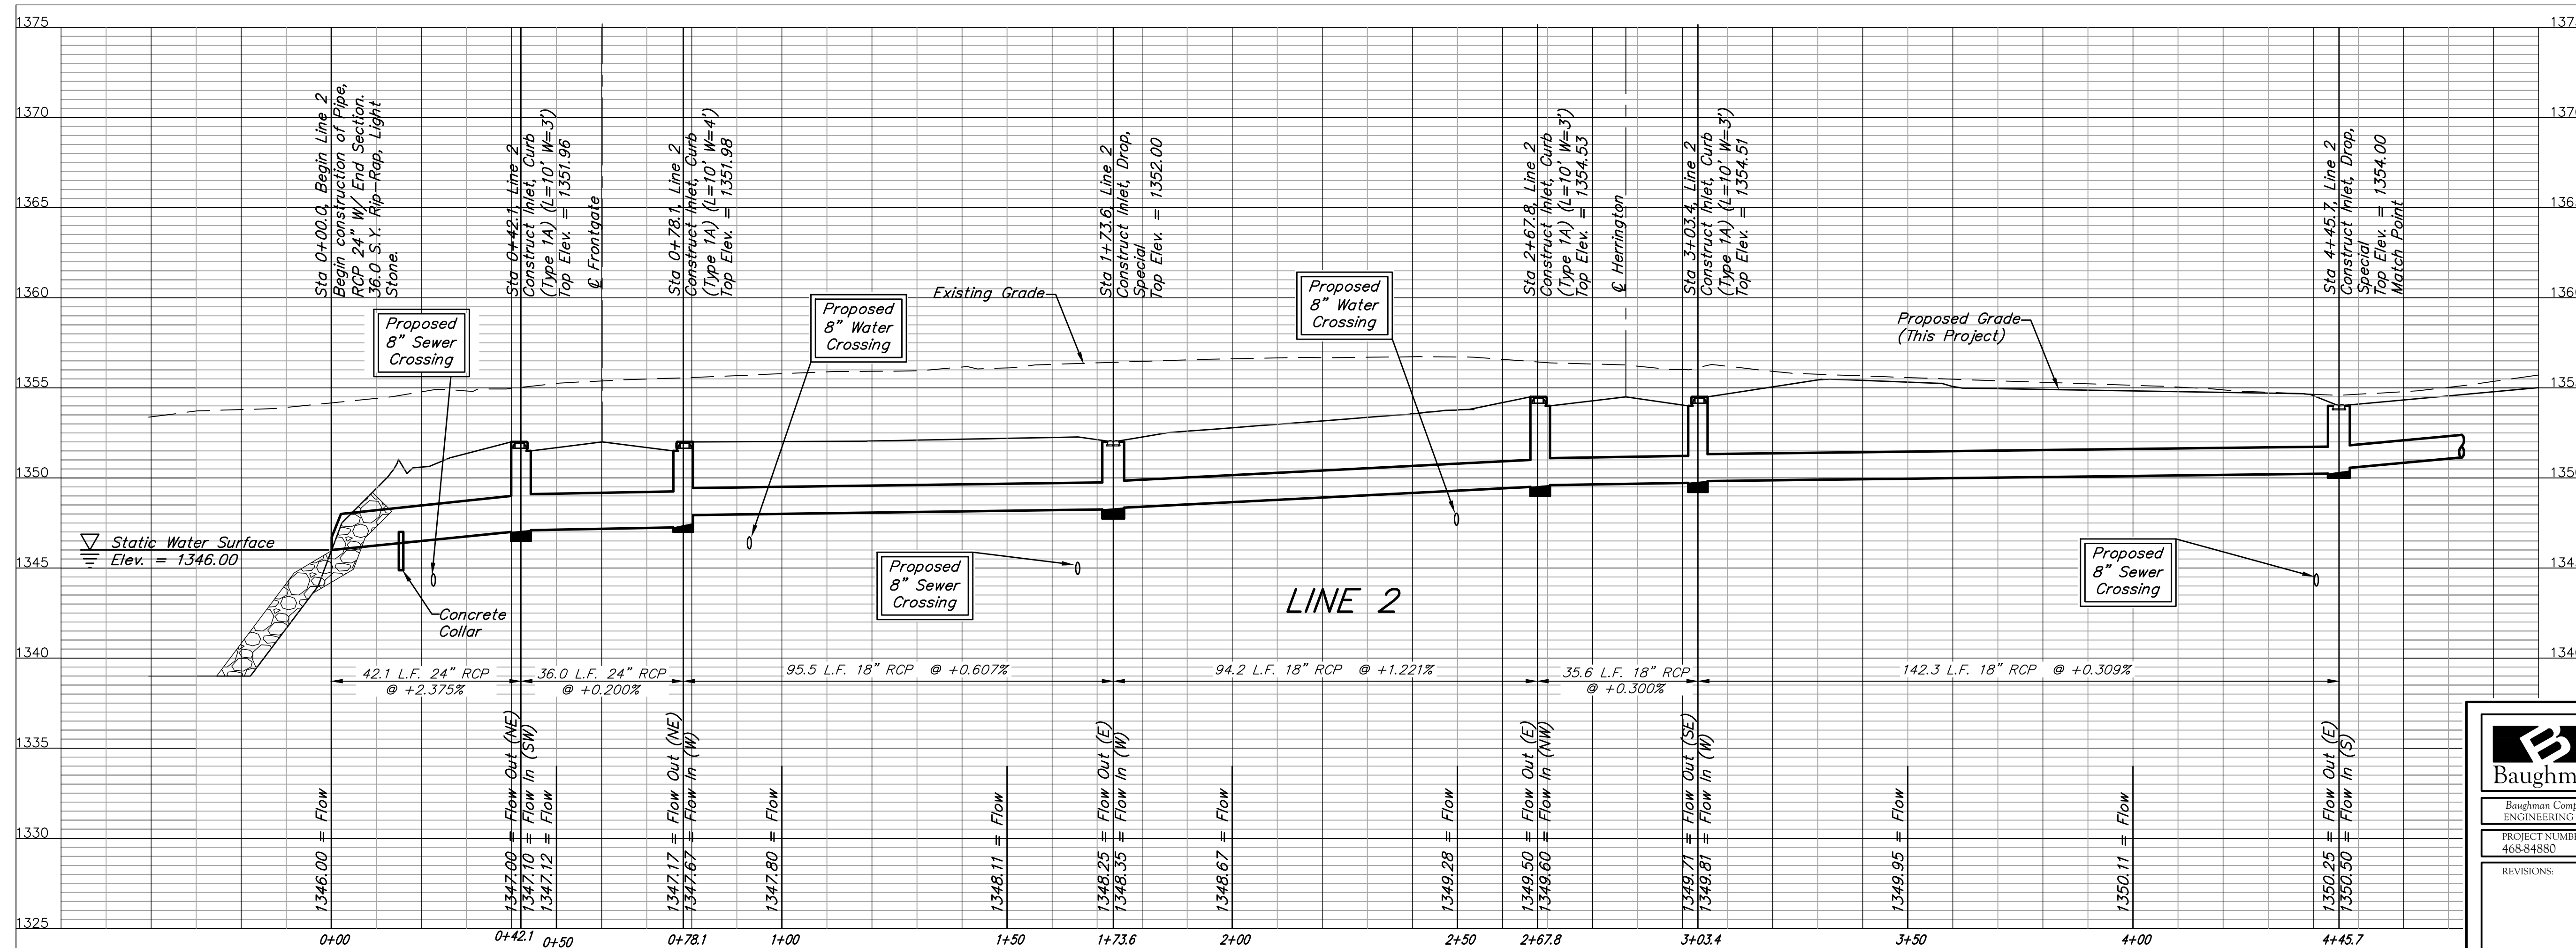 1375
1370
1365
1360
1355
1350
1345
1340
1335
1330
1325
Sta 0+00.0, Begin Line 2
Begin construction of Pipe,
RCP 24" W/ End Section.
36.0 S.Y. Rip-Rap, Light
Stone.
Sta 0+42.1, Line 2
Construct Inlet, Curb
(Type 1A) (L=10' W=3')
Top Elev. = 1351.96
℄ Frontgate
Sta 0+78.1, Line 2
Construct Inlet, Curb
(Type 1A) (L=10' W=4')
Top Elev. = 1351.98
Sta 1+73.6, Line 2
Construct Inlet, Drop,
Special
Top Elev. = 1352.00
Sta 2+67.8, Line 2
Construct Inlet, Curb
(Type 1A) (L=10' W=3')
Top Elev. = 1354.53
℄ Herrington
Sta 3+03.4, Line 2
Construct Inlet, Curb
(Type 1A) (L=10' W=3')
Top Elev. = 1354.51
Sta 4+45.7, Line 2
Construct Inlet, Drop,
Special
Top Elev. = 1354.00
Match Point
Proposed
8" Sewer
Crossing
Proposed
8" Water
Crossing
Existing Grade
Proposed
8" Water
Crossing
Proposed Grade
(This Project)
Static Water Surface
Elev. = 1346.00
Concrete
Collar
Proposed
8" Sewer
Crossing
LINE 2
Proposed
8" Sewer
Crossing
42.1 L.F. 24" RCP
@ +2.375%
36.0 L.F. 24" RCP
@ +0.200%
95.5 L.F. 18" RCP @ +0.607%
94.2 L.F. 18" RCP @ +1.221%
35.6 L.F. 18" RCP
@ +0.300%
142.3 L.F. 18" RCP @ +0.309%
1346.00 = Flow
1347.00 = Flow Out (NE)
1347.10 = Flow In (SW)
1347.12 = Flow
1347.17 = Flow Out (NE)
1347.67 = Flow In (W)
1347.80 = Flow
1348.11 = Flow
1348.25 = Flow Out (E)
1348.35 = Flow In (W)
1348.67 = Flow
1349.28 = Flow
1349.50 = Flow Out (E)
1349.60 = Flow In (NW)
1349.71 = Flow Out (SE)
1349.81 = Flow In (W)
1349.95 = Flow
1350.11 = Flow
1350.25 = Flow Out (E)
1350.50 = Flow In (S)
0+00
0+42.1
0+50
0+78.1
1+00
1+50
1+73.6
2+00
2+50
2+67.8
3+03.4
3+50
4+00
4+45.7
137
137
136
136
135
135
134
134
B
Baughm
Baughman Comp
ENGINEERING
PROJECT NUMBE
468-84880
REVISIONS: